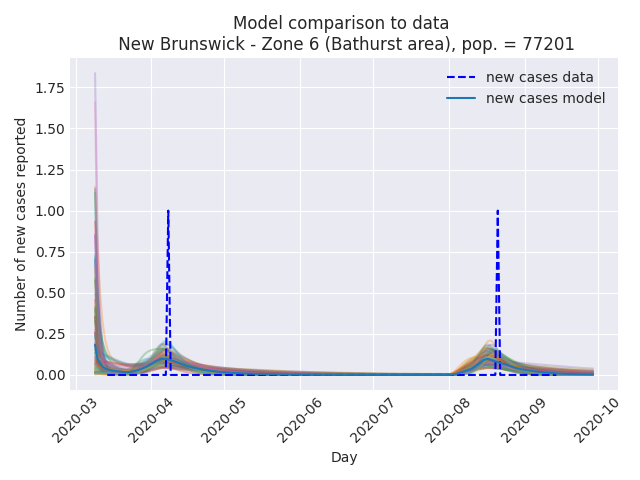 Model comparison to data
New Brunswick - Zone 6 (Bathurst area), pop. = 77201
new cases data
new cases model
Number of new cases reported
1.75
1.50
1.25
1.00
0.75
0.50
0.25
0.00
2020-03
2020-04
2020-05
2020-06
2020-07
2020-08
2020-09
2020-10
Day